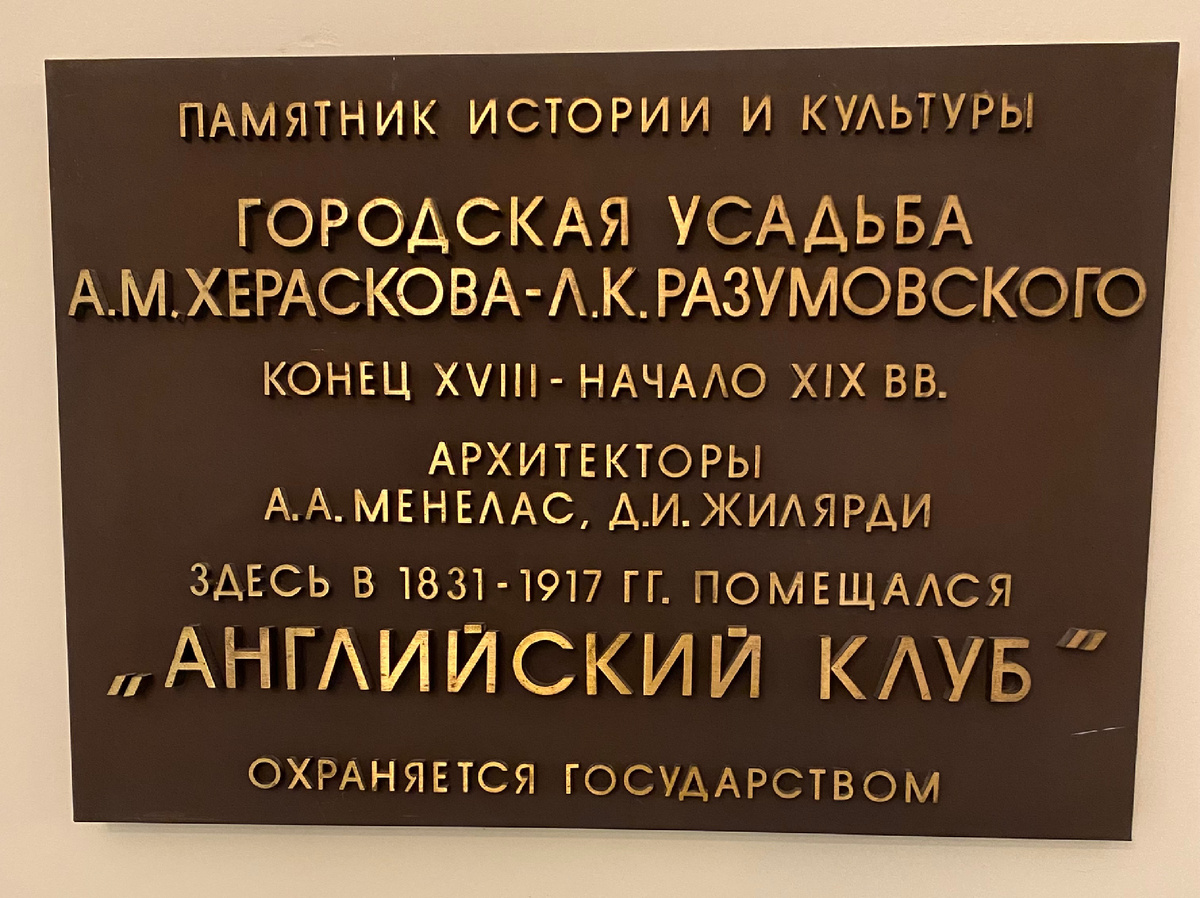 ПАМЯТНИК ИСТОРИИ И КУЛЬТУРЫ
ГОРОДСКАЯ УСАДЬБА
А.М.ХЕРАСКОВА-Л.К.РАЗУМОВСКОГО
КОНЕЦ XVIII - НАЧАЛО XIX ВВ.
АРХИТЕКТОРЫ
А.А.МЕНЕЛАС, Д.И.ЖИЛЯРДИ
ЗДЕСЬ В 1831-1917 ГГ. ПОМЕЩАЛСЯ
„АНГЛИЙСКИЙ КЛУБ“
ОХРАНЯЕТСЯ ГОСУДАРСТВОМ